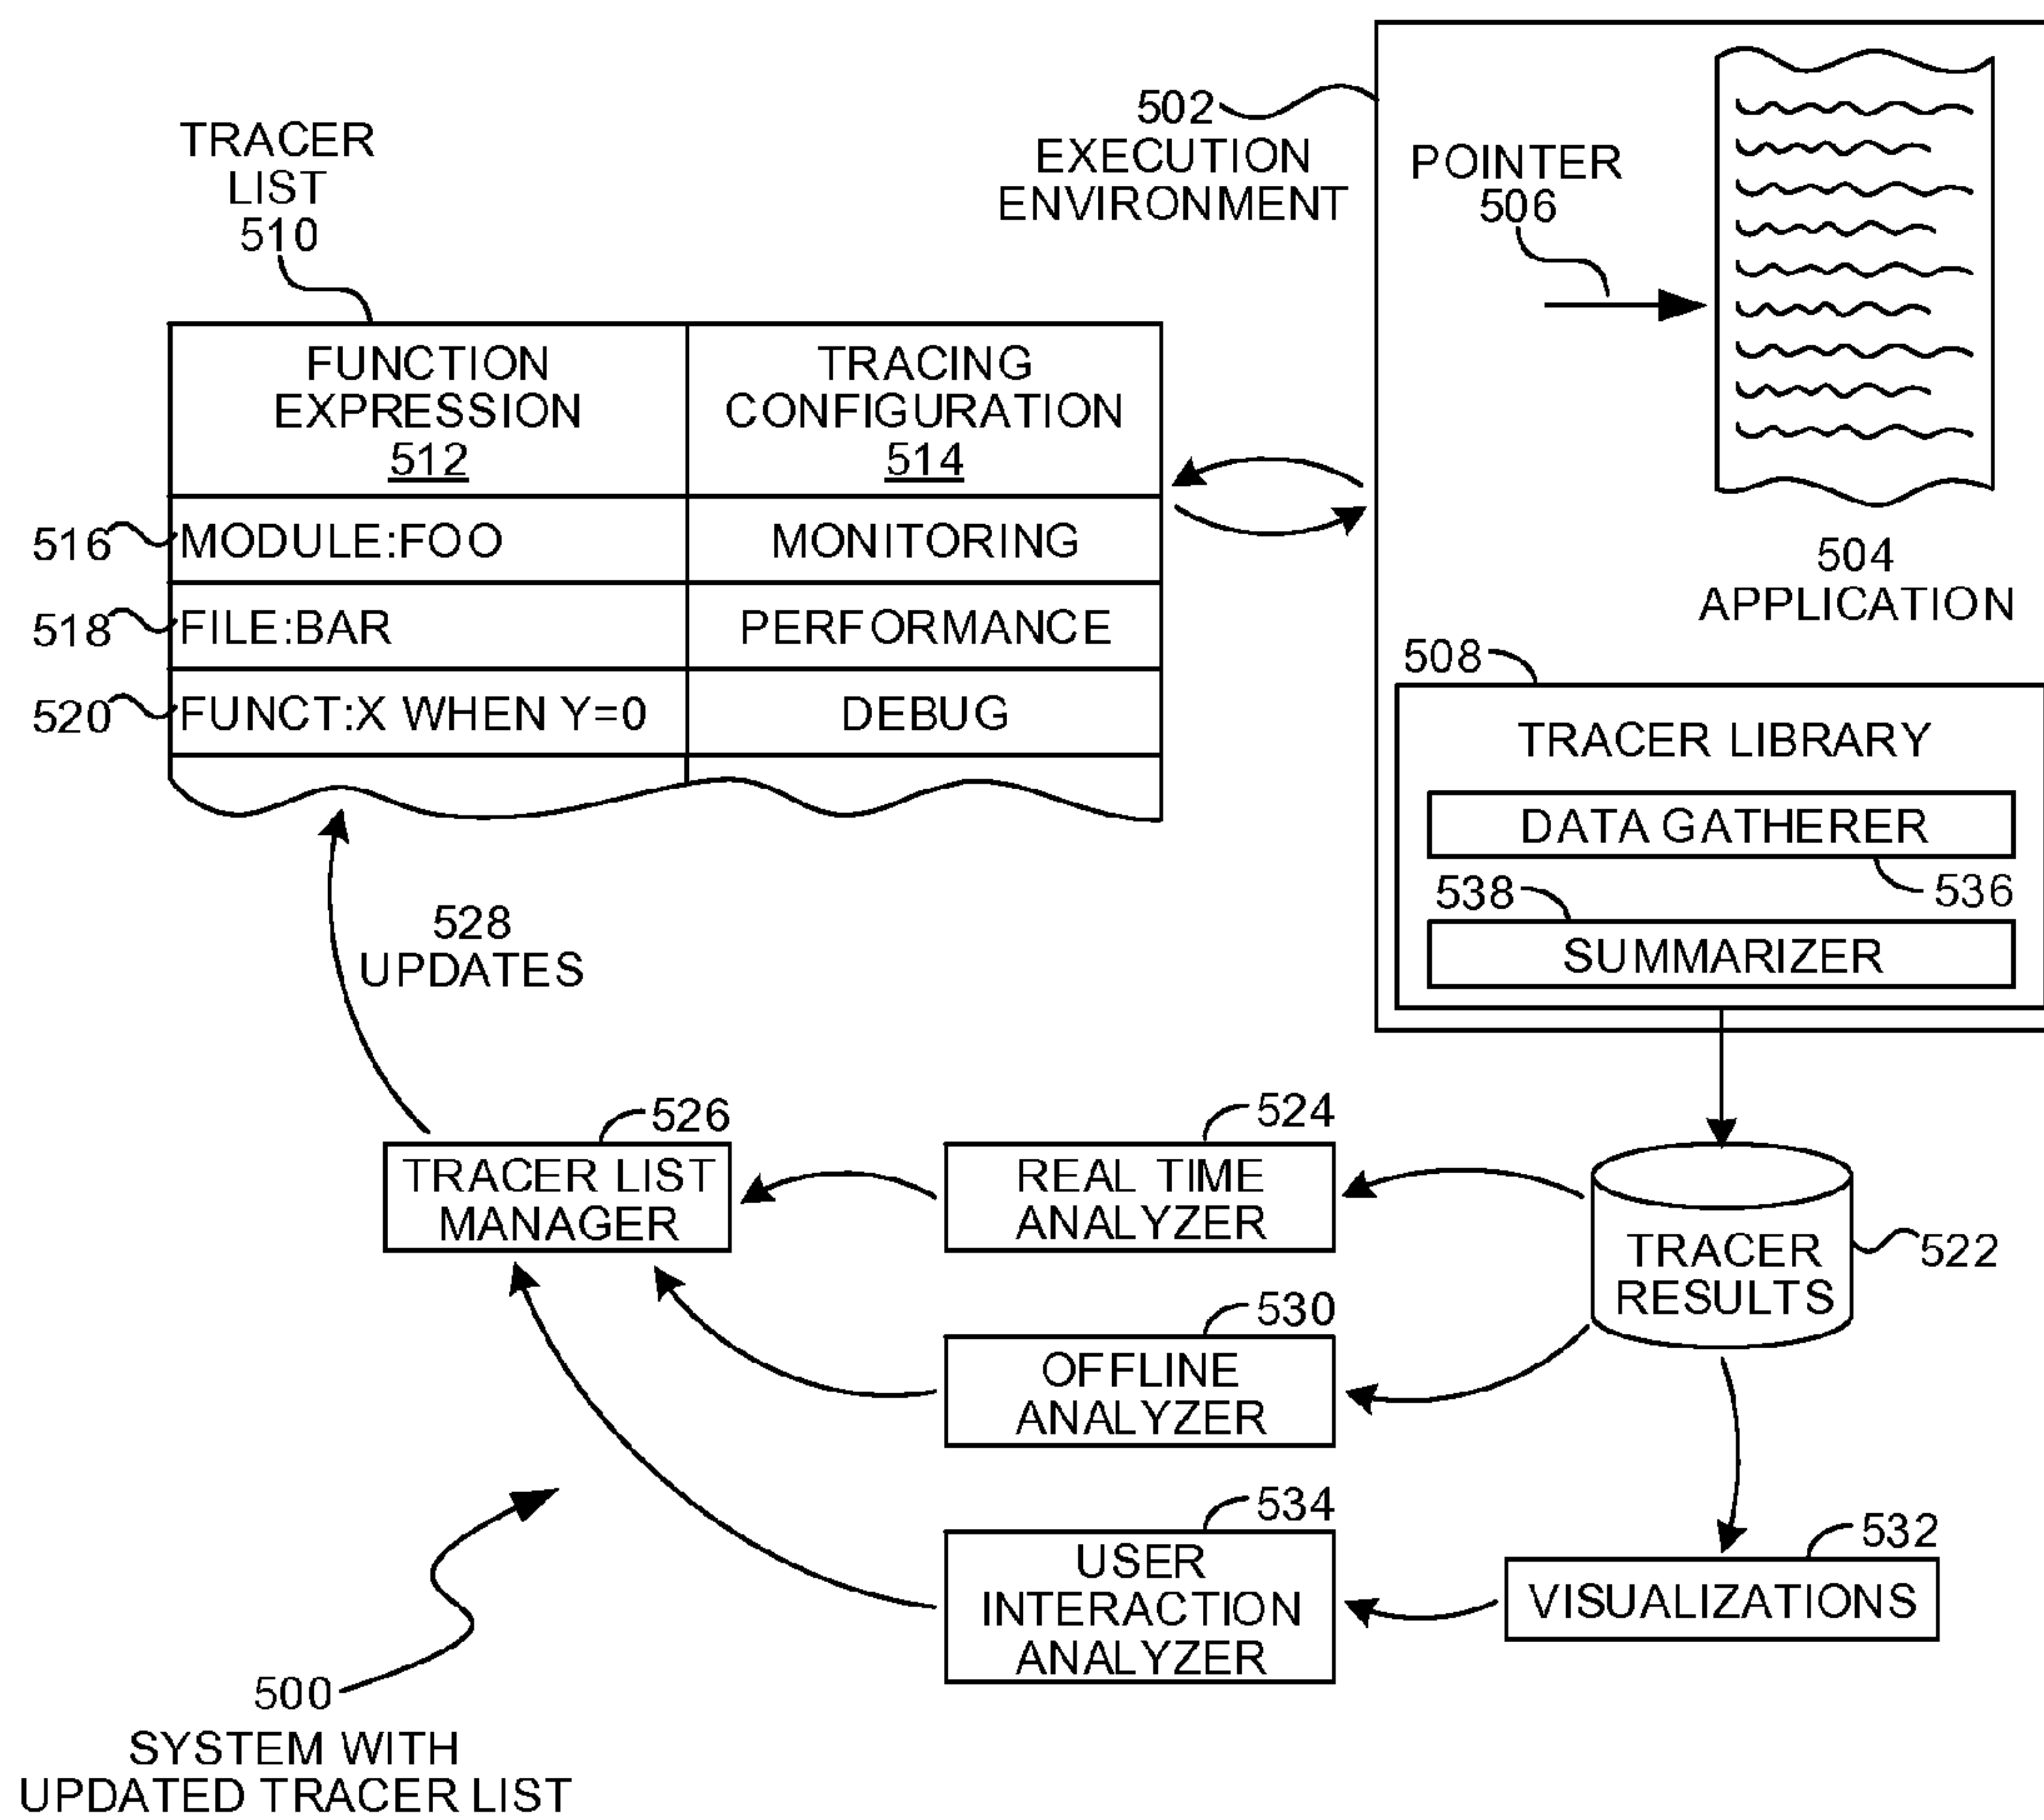 TRACER
LIST
510
502
EXECUTION
ENVIRONMENT
POINTER
506
504
APPLICATION
FUNCTION
EXPRESSION
512
TRACING
CONFIGURATION
514
516
MODULE:FOO
MONITORING
518
FILE:BAR
PERFORMANCE
520
FUNCT:X WHEN Y=0
DEBUG
508
TRACER LIBRARY
DATA GATHERER
536
538
SUMMARIZER
528
UPDATES
526
TRACER LIST
MANAGER
524
REAL TIME
ANALYZER
TRACER
RESULTS
522
530
OFFLINE
ANALYZER
534
USER
INTERACTION
ANALYZER
532
VISUALIZATIONS
500
SYSTEM WITH
UPDATED TRACER LIST